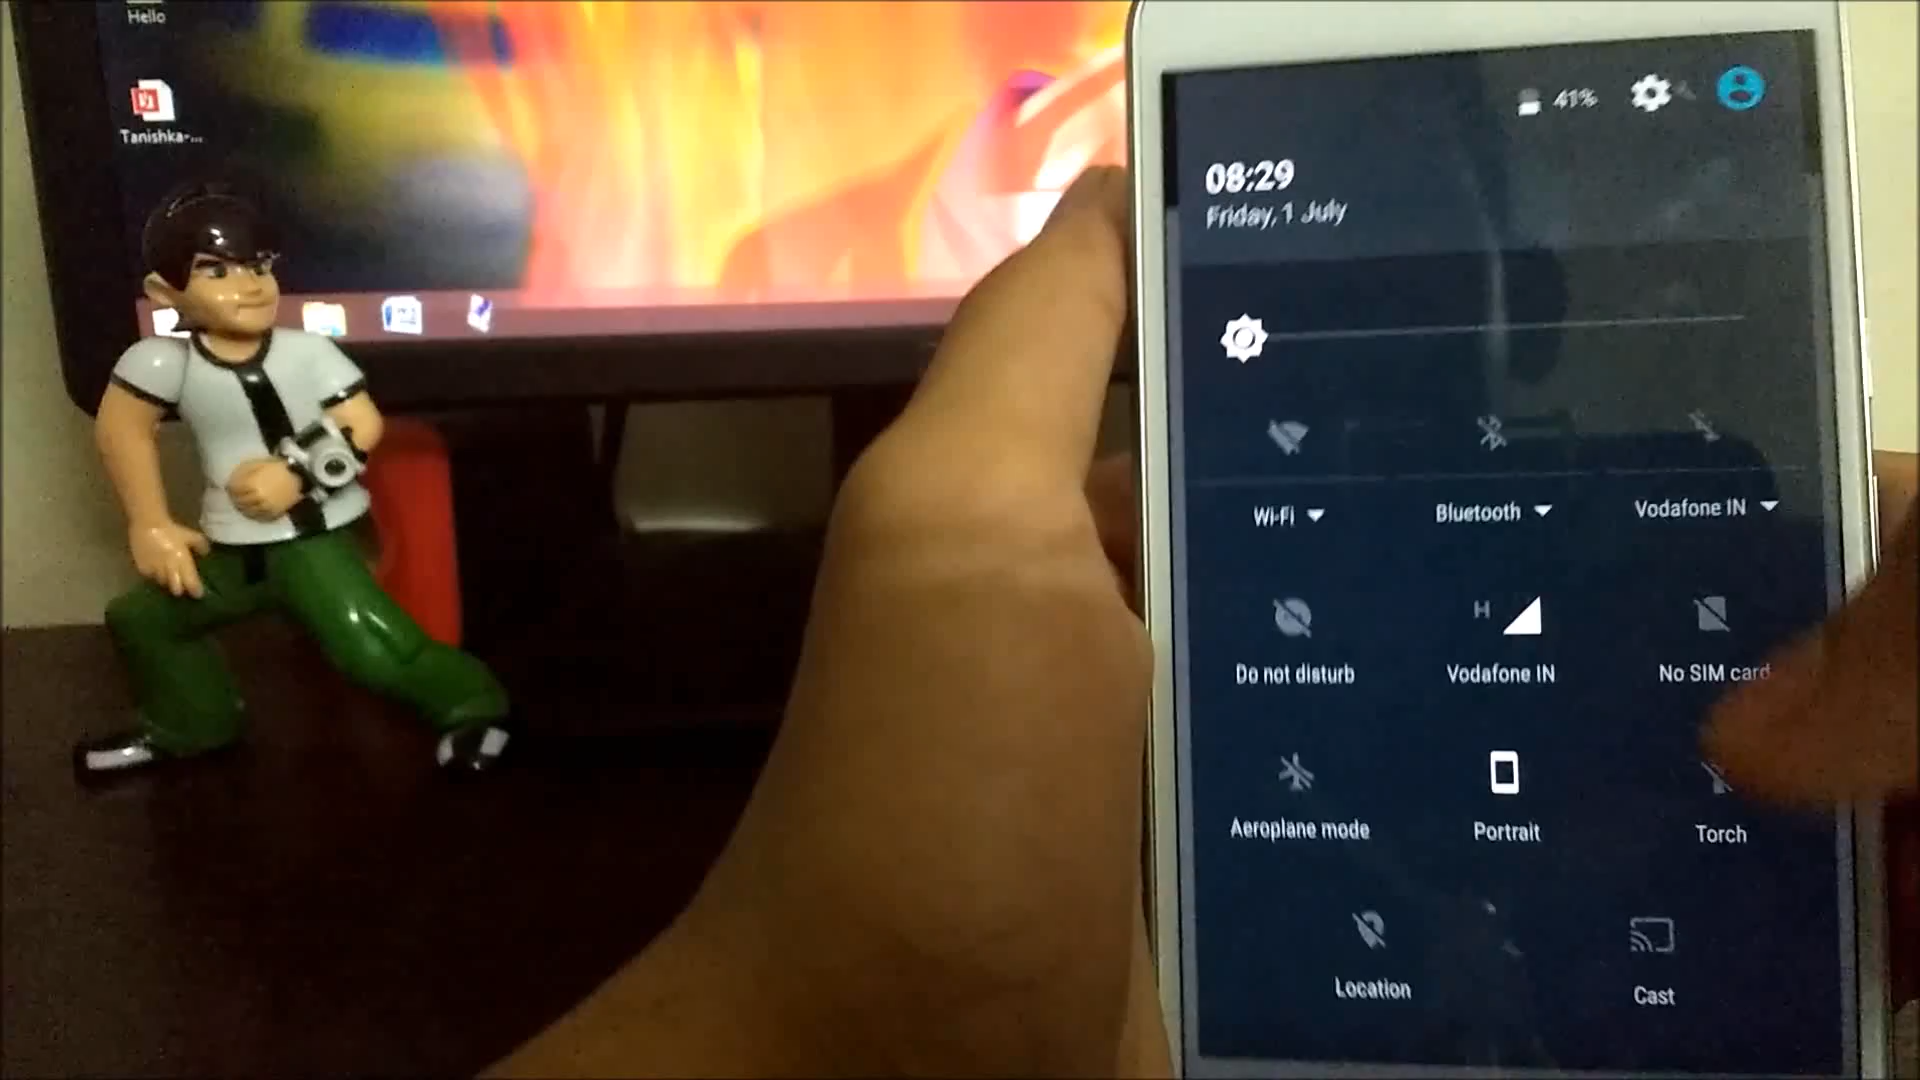 Hello
Tanishka-...
41%
08:29
Friday, 1 July
Wi-Fi
Bluetooth
Vodafone IN
Do not disturb
H
Vodafone IN
No SIM card
Aeroplane mode
Portrait
Torch
Location
Cast